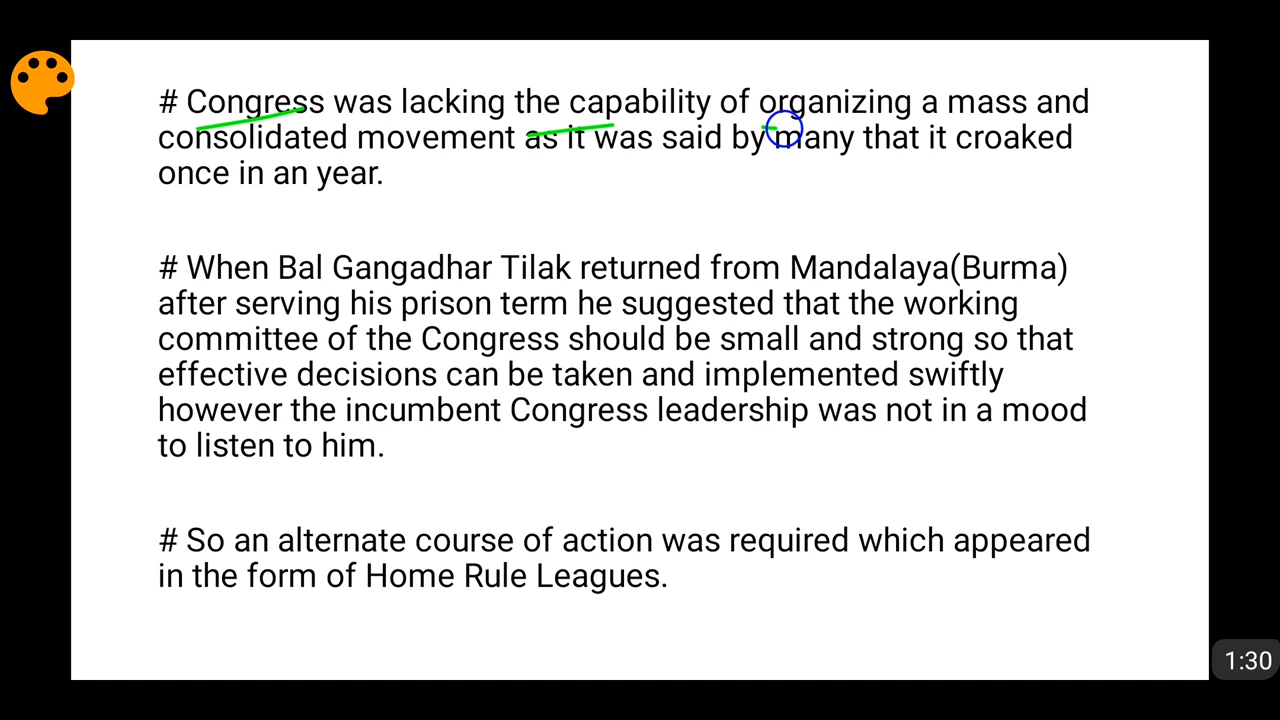 # Congress was lacking the capability of organizing a mass and
consolidated movement as it was said by many that it croaked
once in an year.
# When Bal Gangadhar Tilak returned from Mandalaya(Burma)
after serving his prison term he suggested that the working
committee of the Congress should be small and strong so that
effective decisions can be taken and implemented swiftly
however the incumbent Congress leadership was not in a mood
to listen to him.
# So an alternate course of action was required which appeared
in the form of Home Rule Leagues.
1:30